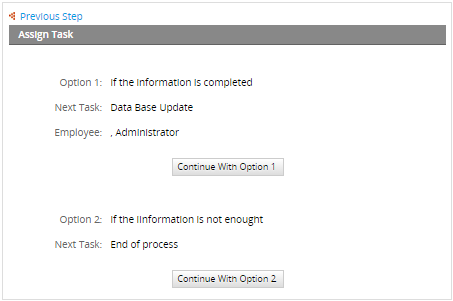 Previous Step
Assign Task
Option 1: If the information is completed
Next Task: Data Base Update
Employee: , Administrator
Continue With Option 1
Option 2: If the iinformation is not enought
Next Task: End of process
Continue With Option 2